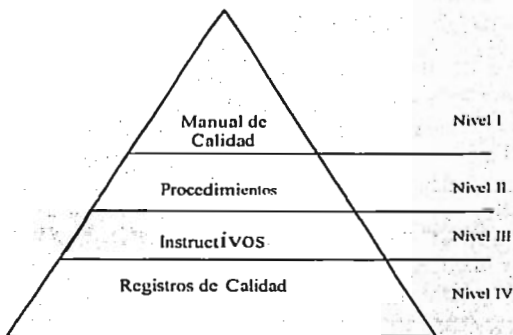 Manual de
Calidad
Nivel I
Procedimientos
Nivel II
Instructivos
Nivel III
Registros de Calidad
Nivel IV